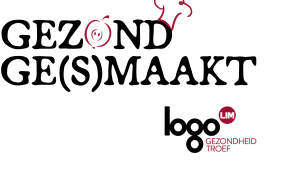 GEZOND
GE(S)MAAKT
logo
LIM
GEZONDHEID
TROEF